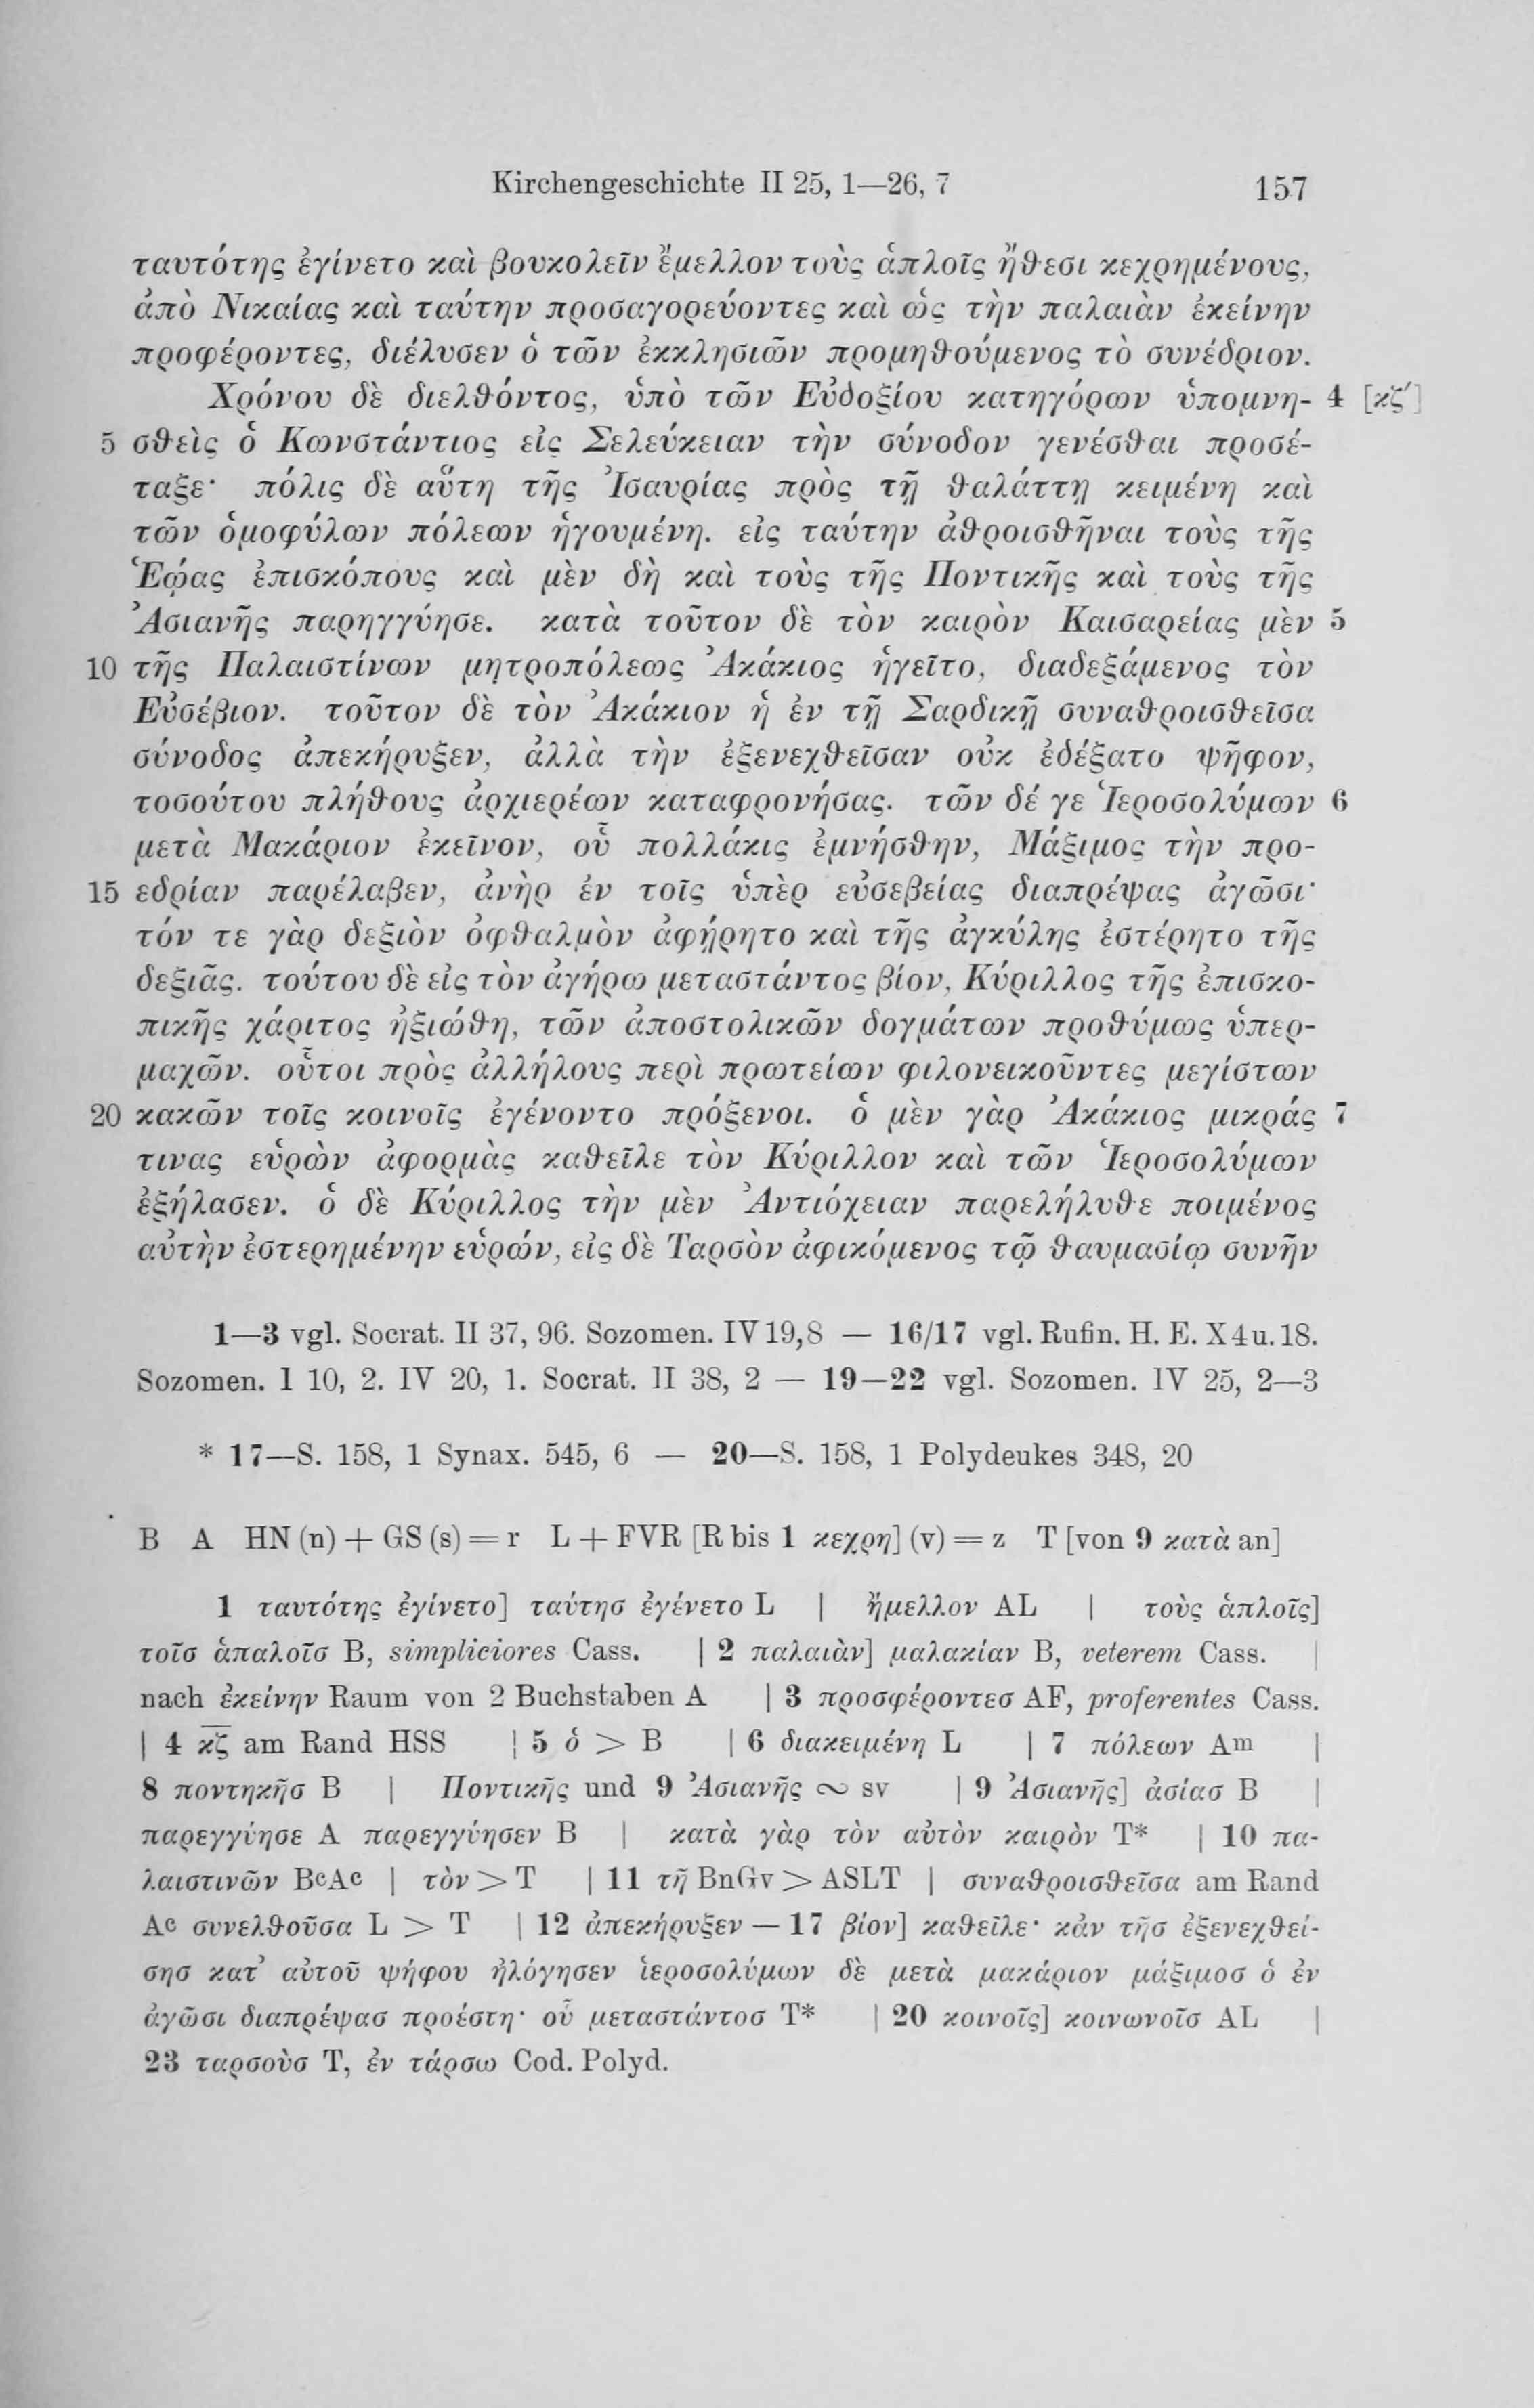 Kirchengeschichte II 25, 1—26, 7 157
ταυτότης ἐγίνετο καὶ βουκολεῖν ἔμελλον τοὺς ἁπλοῖς ἤθεσι κεχρημένους,
ἀπὸ Νικαίας καὶ ταύτην προσαγορεύοντες καὶ ὡς τὴν παλαιὰν ἐκείνην
προφέροντες, διέλυσεν ὁ τῶν ἐκκλησιῶν προμηθούμενος τὸ συνέδριον.
Χρόνου δὲ διελθόντος, ὑπὸ τῶν Εὐδοξίου κατηγόρων ὑπομνη- 4 [κζ′]
5 σθεὶς ὁ Κωνστάντιος εἰς Σελεύκειαν τὴν σύνοδον γενέσθαι προσέ-
ταξε· πόλις δὲ αὕτη τῆς Ἰσαυρίας πρὸς τῇ θαλάττῃ κειμένη καὶ
τῶν ὁμοφύλων πόλεων ἡγουμένη. εἰς ταύτην ἀθροισθῆναι τοὺς τῆς
Ἑῴας ἐπισκόπους καὶ μὲν δὴ καὶ τοὺς τῆς Ποντικῆς καὶ τοὺς τῆς
Ἀσιανῆς παρηγγύησε. κατὰ τοῦτον δὲ τὸν καιρὸν Καισαρείας μὲν 5
10 τῆς Παλαιστίνων μητροπόλεως Ἀκάκιος ἡγεῖτο, διαδεξάμενος τὸν
Εὐσέβιον. τοῦτον δὲ τὸν Ἀκάκιον ἡ ἐν τῇ Σαρδικῇ συναθροισθεῖσα
σύνοδος ἀπεκήρυξεν, ἀλλὰ τὴν ἐξενεχθεῖσαν οὐκ ἐδέξατο ψῆφον,
τοσούτου πλήθους ἀρχιερέων καταφρονήσας. τῶν δέ γε Ἱεροσολύμων 6
μετὰ Μακάριον ἐκεῖνον, οὗ πολλάκις ἐμνήσθην, Μάξιμος τὴν προ-
15 εδρίαν παρέλαβεν, ἀνὴρ ἐν τοῖς ὑπὲρ εὐσεβείας διαπρέψας ἀγῶσι·
τόν τε γὰρ δεξιὸν ὀφθαλμὸν ἀφῄρητο καὶ τῆς ἀγκύλης ἐστέρητο τῆς
δεξιᾶς. τούτου δὲ εἰς τὸν ἀγήρω μεταστάντος βίον, Κύριλλος τῆς ἐπισκο-
πικῆς χάριτος ἠξιώθη, τῶν ἀποστολικῶν δογμάτων προθύμως ὑπερ-
μαχῶν. οὗτοι πρὸς ἀλλήλους περὶ πρωτείων φιλονεικοῦντες μεγίστων
20 κακῶν τοῖς κοινοῖς ἐγένοντο πρόξενοι. ὁ μὲν γὰρ Ἀκάκιος μικράς 7
τινας εὑρὼν ἀφορμὰς καθεῖλε τὸν Κύριλλον καὶ τῶν Ἱεροσολύμων
ἐξήλασεν. ὁ δὲ Κύριλλος τὴν μὲν Ἀντιόχειαν παρελήλυθε ποιμένος
αὐτὴν ἐστερημένην εὑρών, εἰς δὲ Ταρσὸν ἀφικόμενος τῷ θαυμασίῳ συνῆν
1—3 vgl. Socrat. II 37, 96. Sozomen. IV 19,8 — 16/17 vgl. Rufin. H. E. X 4 u. 18.
Sozomen. I 10, 2. IV 20, 1. Socrat. II 38, 2 — 19—22 vgl. Sozomen. IV 25, 2—3
* 17—S. 158, 1 Synax. 545, 6 — 20—S. 158, 1 Polydeukes 348, 20
B A HN (n) + GS (s) = r L + FVR [R bis 1 κεχρη] (v) = z T [von 9 κατὰ an]
1 ταυτότης ἐγίνετο] ταύτησ ἐγένετο L | ἤμελλον AL | τοὺς ἁπλοῖς]
τοῖσ ἁπαλοῖσ B, simpliciores Cass. | 2 παλαιὰν] μαλακίαν B, veterem Cass. |
nach ἐκείνην Raum von 2 Buchstaben A | 3 προσφέροντεσ AF, proferentes Cass.
| 4 κζ am Rand HSS | 5 ὁ > B | 6 διακειμένη L | 7 πόλεων Am |
8 ποντηκῆσ B | Ποντικῆς und 9 Ἀσιανῆς ∾ sv | 9 Ἀσιανῆς] ἀσίασ B |
παρεγγύησε A παρεγγύησεν B | κατὰ γὰρ τὸν αὐτὸν καιρὸν T* | 10 πα-
λαιστινῶν BcAc | τὸν > T | 11 τῇ BnGv > ASLT | συναθροισθεῖσα am Rand
Ac συνελθοῦσα L > T | 12 ἀπεκήρυξεν — 17 βίον] καθεῖλε· κἀν τῆσ ἐξενεχθεί-
σησ κατ’ αὐτοῦ ψήφου ἠλόγησεν ἱεροσολύμων δὲ μετὰ μακάριον μάξιμοσ ὁ ἐν
ἀγῶσι διαπρέψασ προέστη· οὗ μεταστάντοσ T* | 20 κοινοῖς] κοινωνοῖσ AL |
23 ταρσοὺσ T, ἐν τάρσω Cod. Polyd.